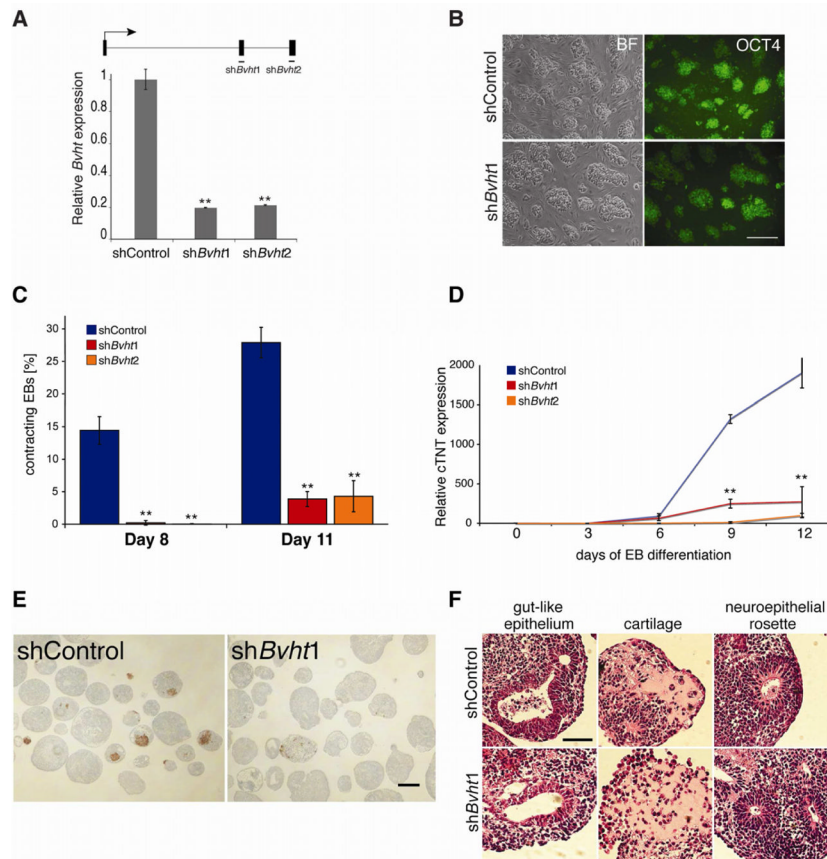 A
shBvht1 shBvht2
Relative Bvht expression
1
0.8
0.6
0.4
0.2
0
**
**
shControl shBvht1 shBvht2
B
BF
OCT4
shControl
shBvht1
C
contracting EBs [%]
30
25
20
15
10
5
0
shControl
shBvht1
shBvht2
**
**
**
**
Day 8
Day 11
D
Relative cTNT expression
2000
1500
1000
500
0
shControl
shBvht1
shBvht2
**
**
0 3 6 9 12
days of EB differentiation
E
shControl
shBvht1
F
gut-like
epithelium
cartilage
neuroepithelial
rosette
shControl
shBvht1